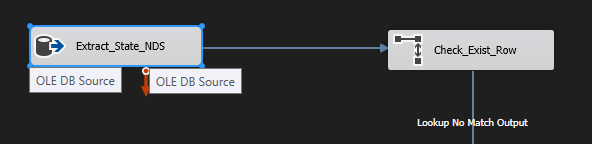 Extract_State_NDS
Check_Exist_Row
OLE DB Source
OLE DB Source
Lookup No Match Output